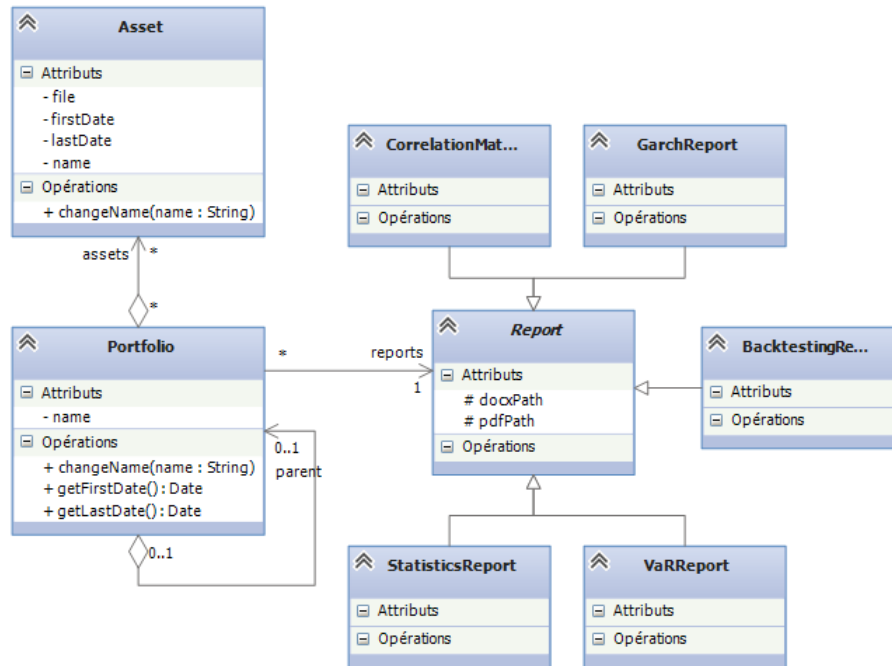 Asset
Attributs
- file
- firstDate
- lastDate
- name
Opérations
+ changeName(name : String)
assets
*
*
Portfolio
Attributs
- name
Opérations
+ changeName(name : String)
+ getFirstDate() : Date
+ getLastDate() : Date
0..1
parent
0..1
*
reports
1
CorrelationMat...
Attributs
Opérations
GarchReport
Attributs
Opérations
Report
Attributs
# docxPath
# pdfPath
Opérations
BacktestingRe...
Attributs
Opérations
StatisticsReport
Attributs
Opérations
VaRReport
Attributs
Opérations